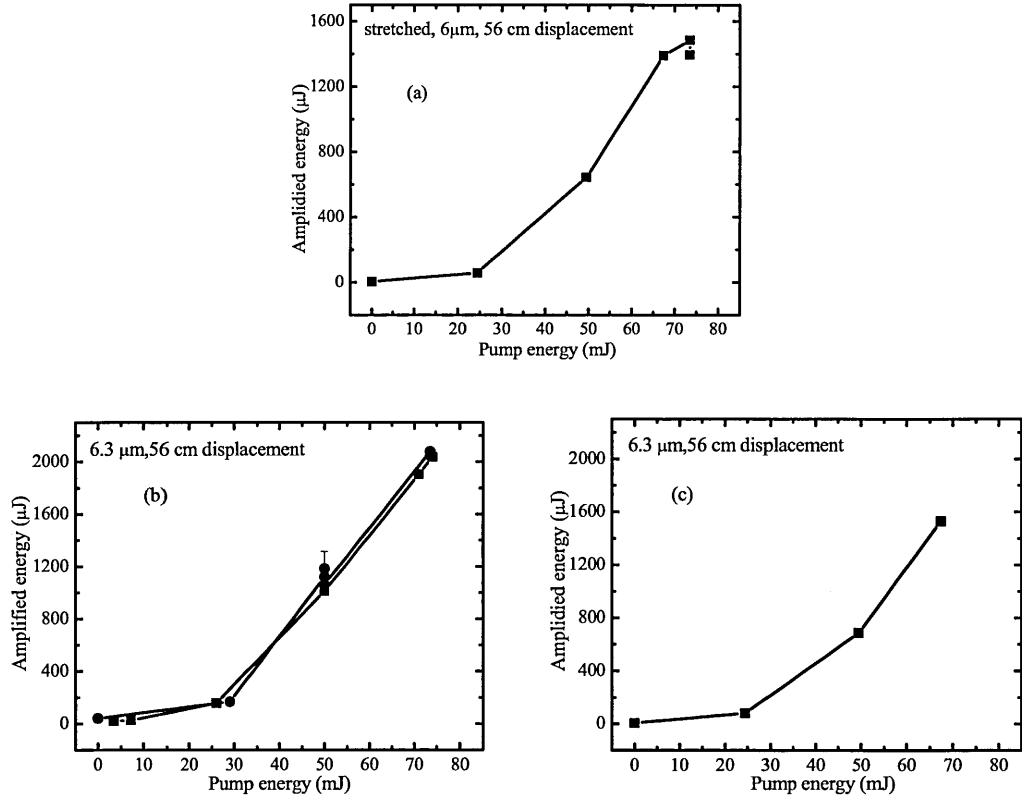 1600
stretched, 6μm, 56 cm displacement
1200
(a)
800
400
0
Amplidied energy (μJ)
0 10 20 30 40 50 60 70 80
Pump energy (mJ)
6.3 μm,56 cm displacement
2000
(b)
1600
1200
800
400
0
Amplified energy (μJ)
0 10 20 30 40 50 60 70 80
Pump energy (mJ)
6.3 μm,56 cm displacement
2000
(c)
1600
1200
800
400
0
Amplidied energy (μJ)
0 10 20 30 40 50 60 70 80
Pump energy (mJ)